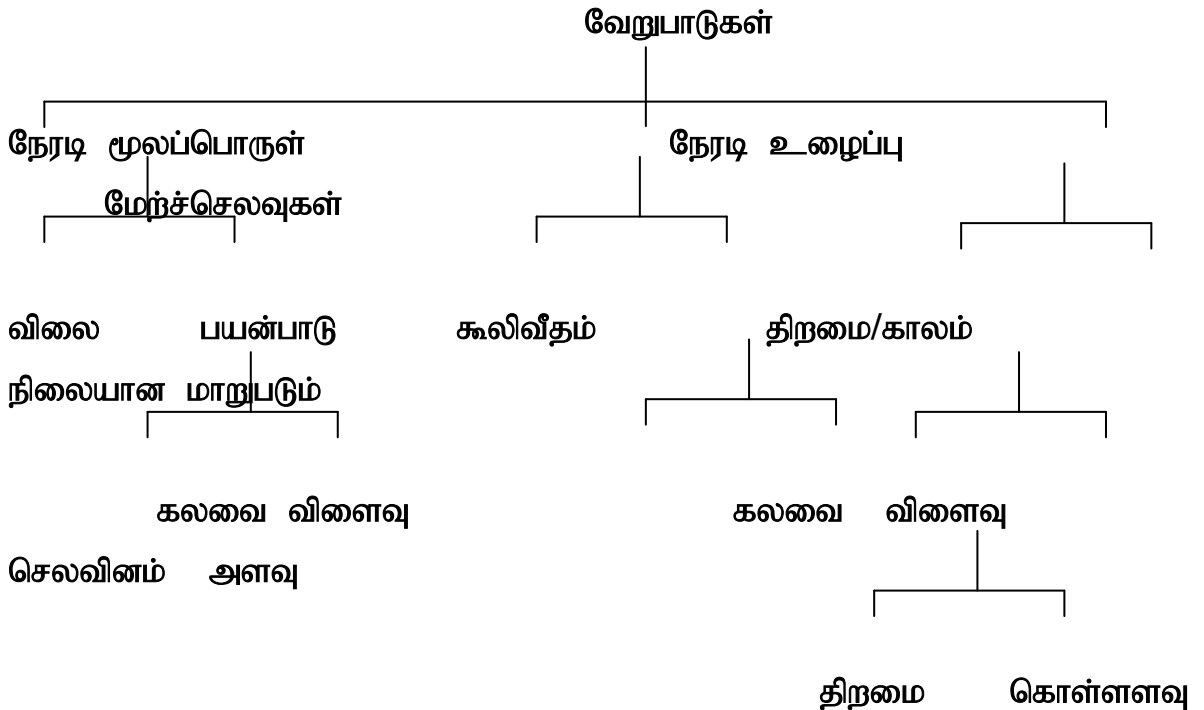 வேறுபாடுகள்
நேரடி மூலப்பொருள் நேரடி உழைப்பு
மேற்ச்செலவுகள்
விலை பயன்பாடு கூலிவீதம் திறமை/காலம்
நிலையான மாறுபடும்
கலவை விளைவு கலவை விளைவு
செலவினம் அளவு
திறமை கொள்ளளவு